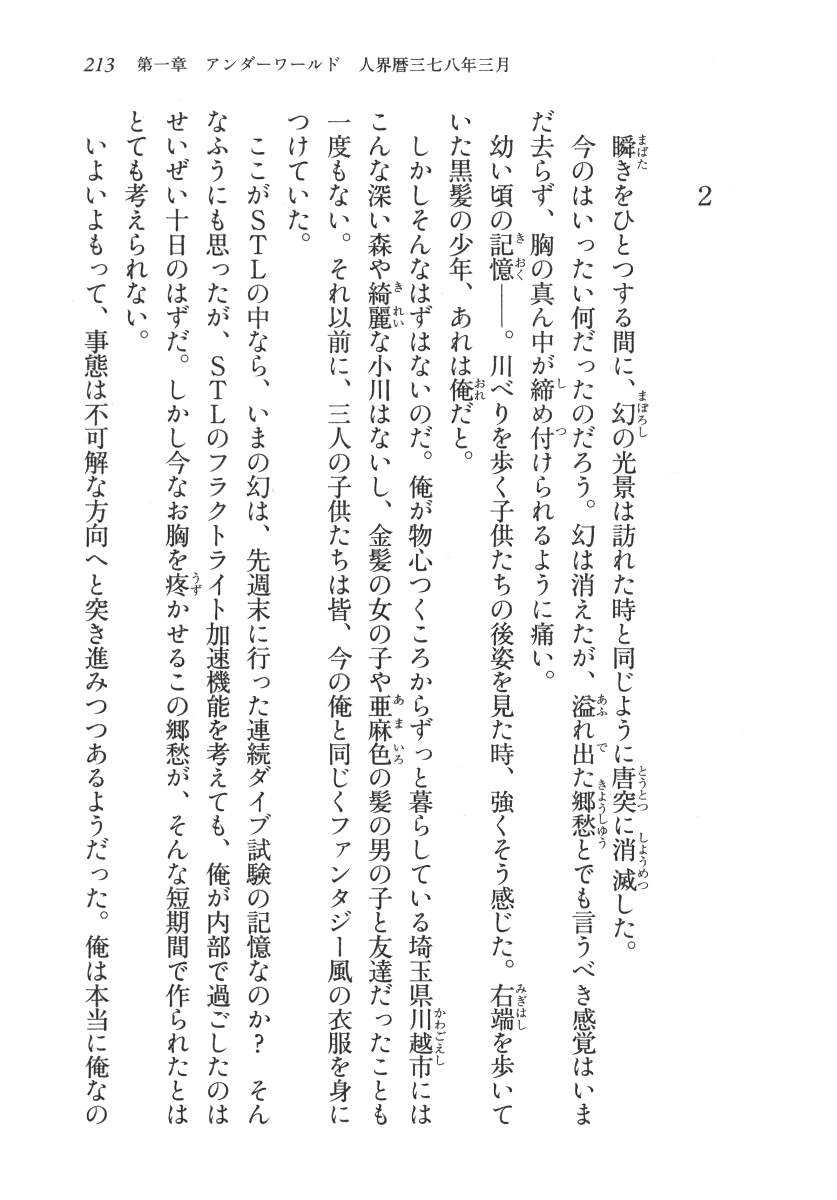 213 第一章 アンダーワールド 人界暦三七八年三月
2
瞬きをひとつする間に、幻の光景は訪れた時と同じように唐突に消滅した。
今のはいったい何だったのだろう。幻は消えたが、溢れ出た郷愁とでも言うべき感覚はいま
だ去らず、胸の真ん中が締め付けられるように痛い。
幼い頃の記憶——。川べりを歩く子供たちの後姿を見た時、強くそう感じた。右端を歩いて
いた黒髪の少年、あれは俺だと。
しかしそんなはずはないのだ。俺が物心つくころからずっと暮らしている埼玉県川越市には
こんな深い森や綺麗な小川はないし、金髪の女の子や亜麻色の髪の男の子と友達だったことも
一度もない。それ以前に、三人の子供たちは皆、今の俺と同じくファンタジー風の衣服を身に
つけていた。
ここがSTLの中なら、いまの幻は、先週末に行った連続ダイブ試験の記憶なのか? そん
なふうにも思ったが、STLのフラクトライト加速機能を考えても、俺が内部で過ごしたのは
せいぜい十日のはずだ。しかし今なお胸を疼かせるこの郷愁が、そんな短期間で作られたとは
とても考えられない。
いよいよもって、事態は不可解な方向へと突き進みつつあるようだった。俺は本当に俺なの